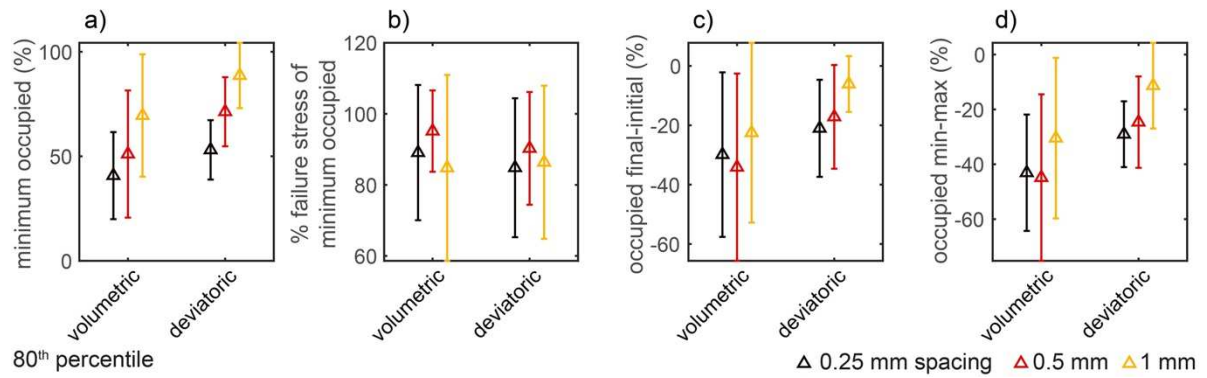 a)
minimum occupied (%)
100
50
0
volumetric
deviatoric
b)
% failure stress of
minimum occupied
120
100
80
60
volumetric
deviatoric
c)
occupied final-initial (%)
0
-20
-40
-60
volumetric
deviatoric
d)
occupied min-max (%)
0
-20
-40
-60
volumetric
deviatoric
80th percentile
0.25 mm spacing 0.5 mm 1 mm